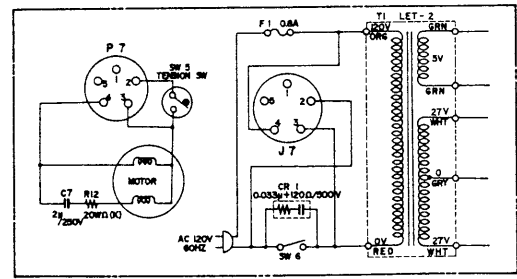 P 7
1
2
3
4
5
SW 5
TENSION SW
MOTOR
C7
2μ/250V
R12
20W Ω (K)
F1 0.8A
J 7
1
2
3
4
5
CR 1
0.033μ+120Ω/500V
AC 120V
60HZ
SW 6
T1 LET-2
120V
ORG
0V
RED
GRN
5V
GRN
27V
WHT
0
GRY
27V
WHT